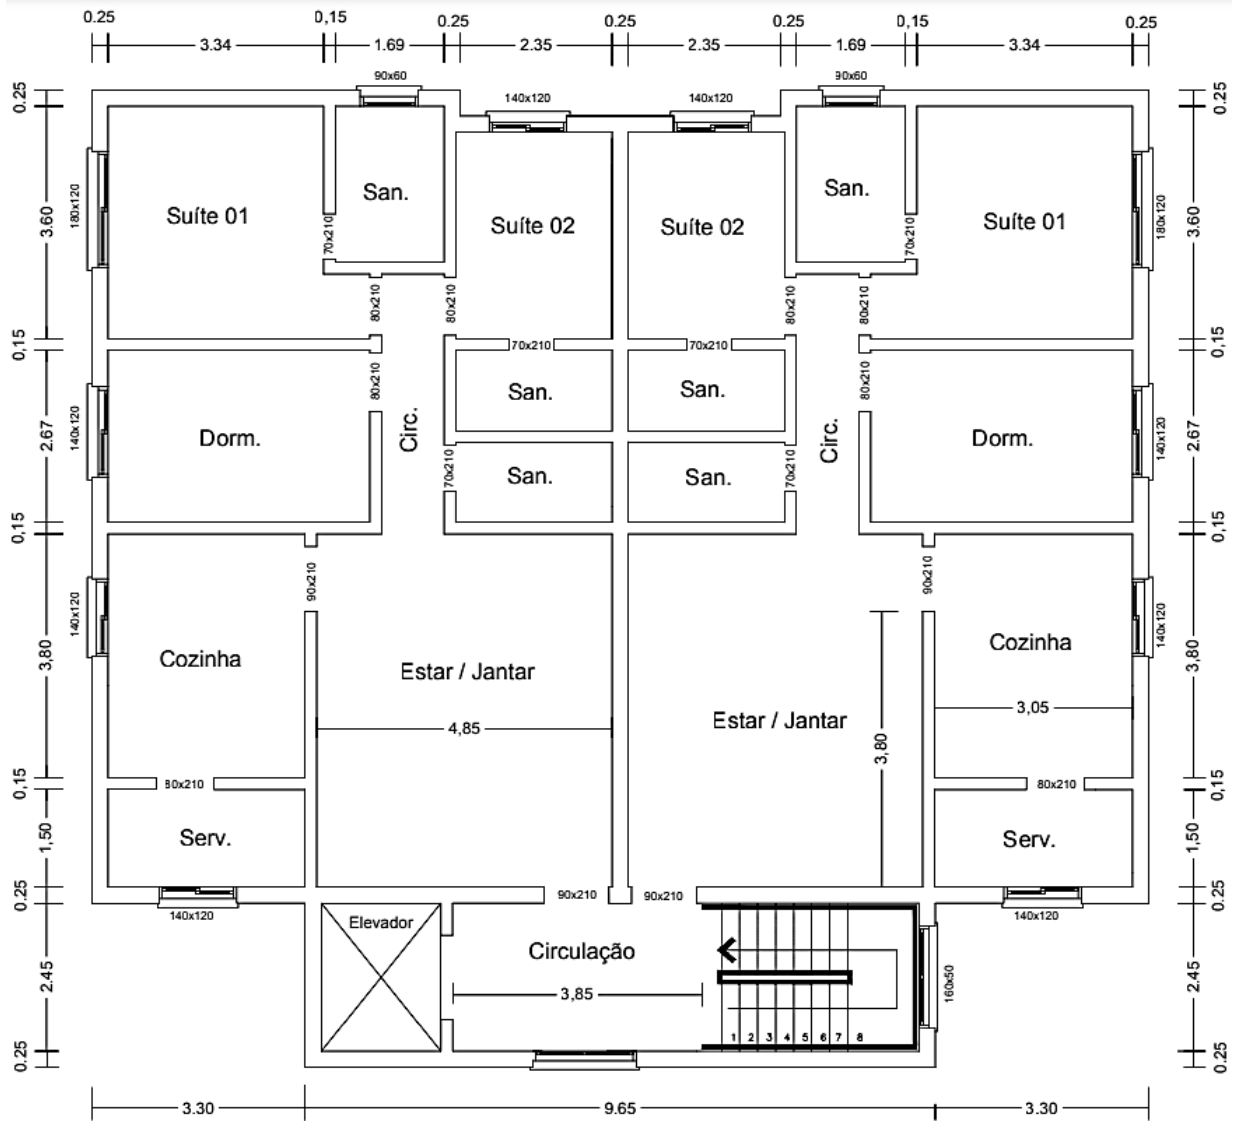 0.25 0,15 0.25 0.25 0.25 0,15 0.25
3.34 1.69 2.35 2.35 1.69 3.34
90x60 90x60
140x120 140x120
0.25 0.25
180x120 180x120
3.60 3.60
Suíte 01 San. Suíte 02 Suíte 02 San. Suíte 01
70x210 70x210
80x210 80x210 80x210 80x210
0,15 0,15
70x210 70x210
80x210 80x210
San. San.
140x120 140x120
2.67 2.67
Dorm. Circ. Circ. Dorm.
70x210 70x210
San. San.
0,15 0,15
90x210 90x210
140x120 140x120
3,80 3,80
Cozinha Estar / Jantar Cozinha
3,05
Estar / Jantar
4,85
3,80
0,15 0,15
80x210 80x210
1,50 1,50
Serv. Serv.
0.25 0.25
90x210 90x210
140x120 140x120
Elevador
Circulação
2.45 2.45
160x50
3,85
1 2 3 4 5 6 7 8
0.25 0.25
3.30 9.65 3.30